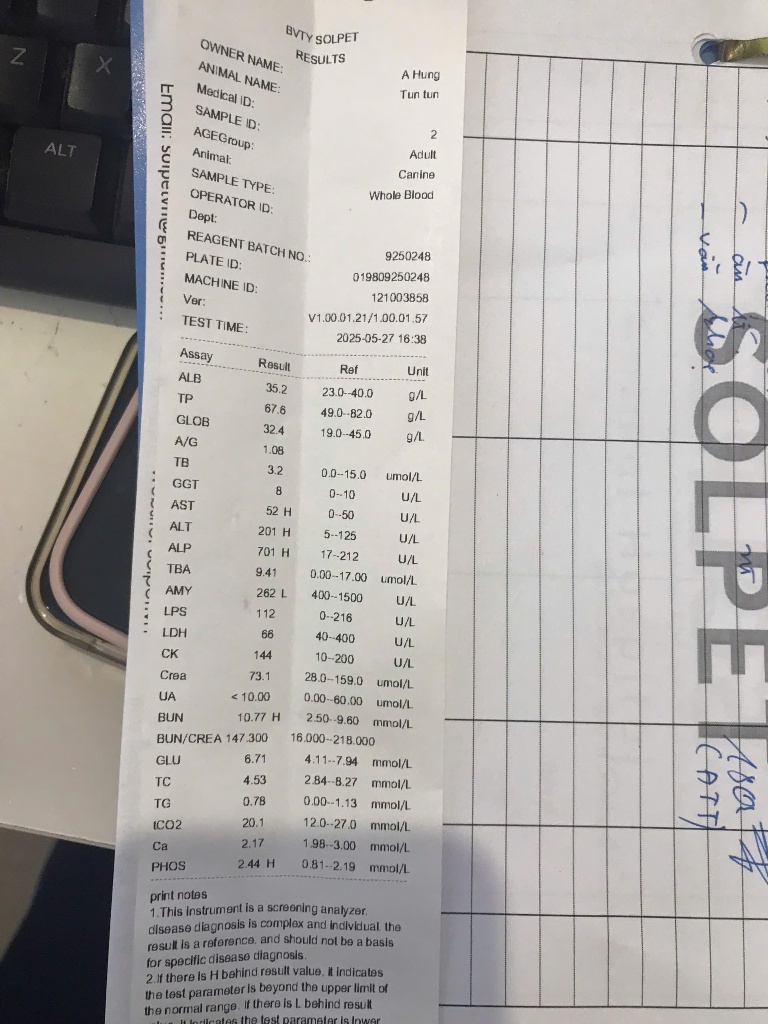 BVTY SOLPET
RESULTS
OWNER NAME: A Hung
ANIMAL NAME: Tun tun
Medical ID:
SAMPLE ID: 2
AGEGroup: Adult
Animal: Canine
SAMPLE TYPE: Whole Blood
OPERATOR ID:
Dept:
REAGENT BATCH NO.: 9250248
PLATE ID: 019809250248
MACHINE ID: 121003858
Ver: V1.00.01.21/1.00.01.57
TEST TIME: 2025-05-27 16:38
Assay Result Ref Unit
ALB 35.2 23.0--40.0 g/L
TP 67.6 49.0--82.0 g/L
GLOB 32.4 19.0--45.0 g/L
A/G 1.08
TB 3.2 0.0--15.0 umol/L
GGT 8 0--10 U/L
AST 52 H 0--50 U/L
ALT 201 H 5--125 U/L
ALP 701 H 17--212 U/L
TBA 9.41 0.00--17.00 umol/L
AMY 262 L 400--1500 U/L
LPS 112 0--216 U/L
LDH 66 40--400 U/L
CK 144 10--200 U/L
Crea 73.1 28.0--159.0 umol/L
UA < 10.00 0.00--60.00 umol/L
BUN 10.77 H 2.50--9.60 mmol/L
BUN/CREA 147.300 16.000--218.000
GLU 6.71 4.11--7.94 mmol/L
TC 4.53 2.84--8.27 mmol/L
TG 0.78 0.00--1.13 mmol/L
tCO2 20.1 12.0--27.0 mmol/L
Ca 2.17 1.98--3.00 mmol/L
PHOS 2.44 H 0.81--2.19 mmol/L
print notes
1.This instrument is a screening analyzer,
disease diagnosis is complex and individual, the
result is a reference, and should not be a basis
for specific disease diagnosis.
2.If there is H behind result value, it indicates
the test parameter is beyond the upper limit of
the normal range, if there is L behind result
it indicates the test parameter is lower
Email:
SOLPET
- ăn
- vẫn khoẻ
(ATT)
Z
X
ALT